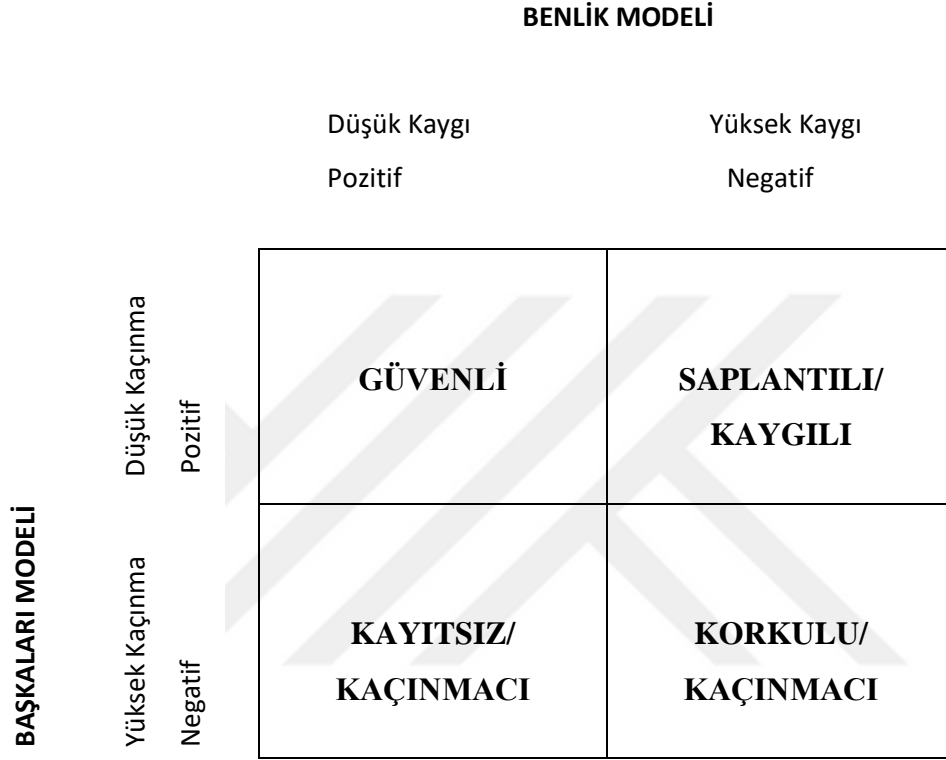 BENLİK MODELİ
Düşük Kaygı Yüksek Kaygı
Pozitif Negatif
BAŞKALARI MODELİ
Düşük Kaçınma
Pozitif
GÜVENLİ
SAPLANTILI/
KAYGILI
Yüksek Kaçınma
Negatif
KAYITSIZ/
KAÇINMACI
KORKULU/
KAÇINMACI